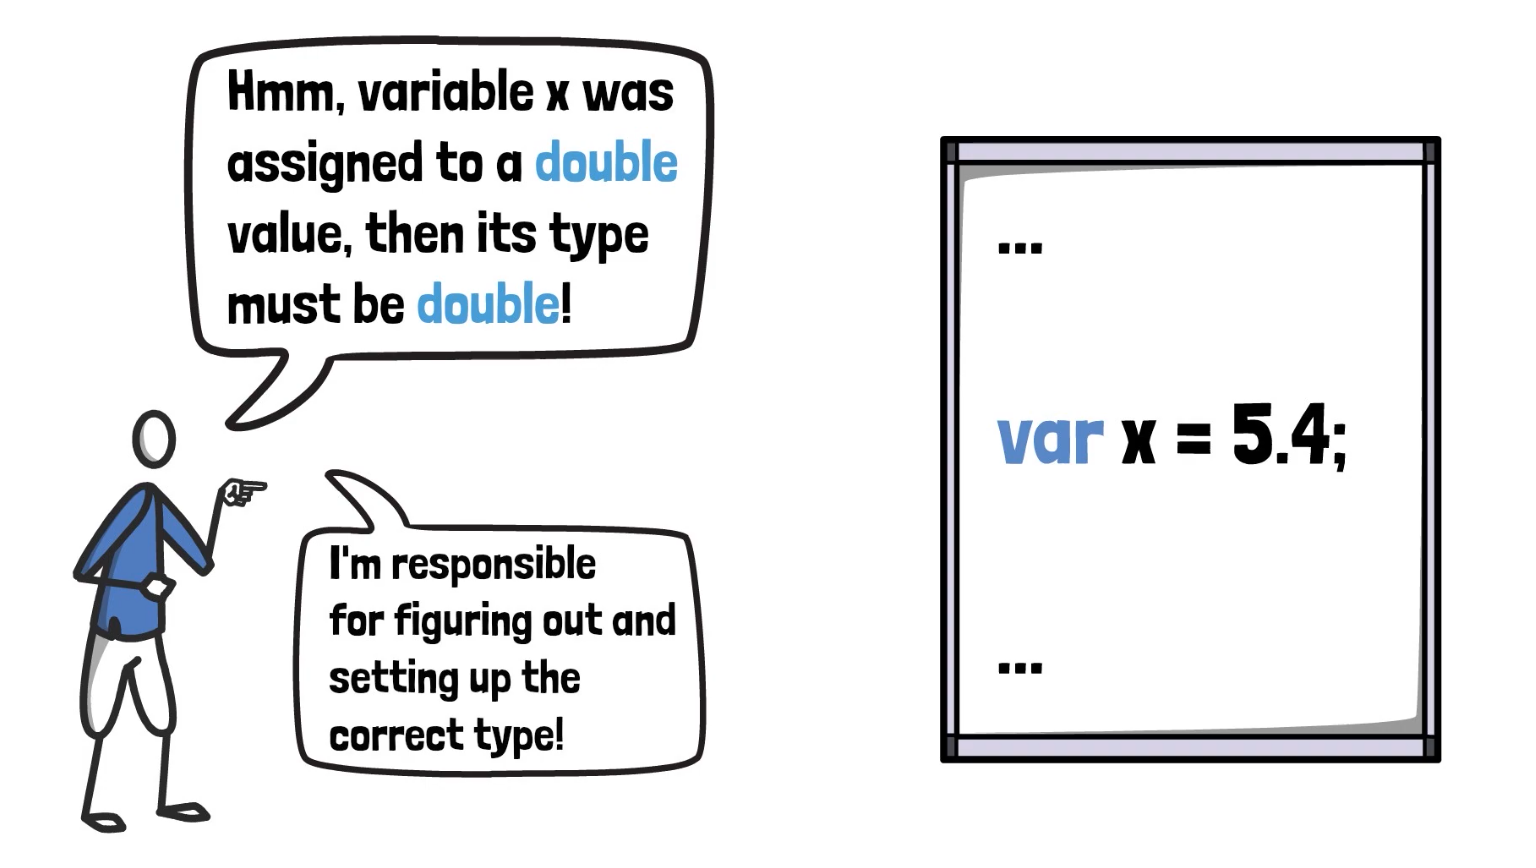 Hmm, variable x was
assigned to a double
value, then its type
must be double!
I'm responsible
for figuring out and
setting up the
correct type!
...
var x = 5.4;
...